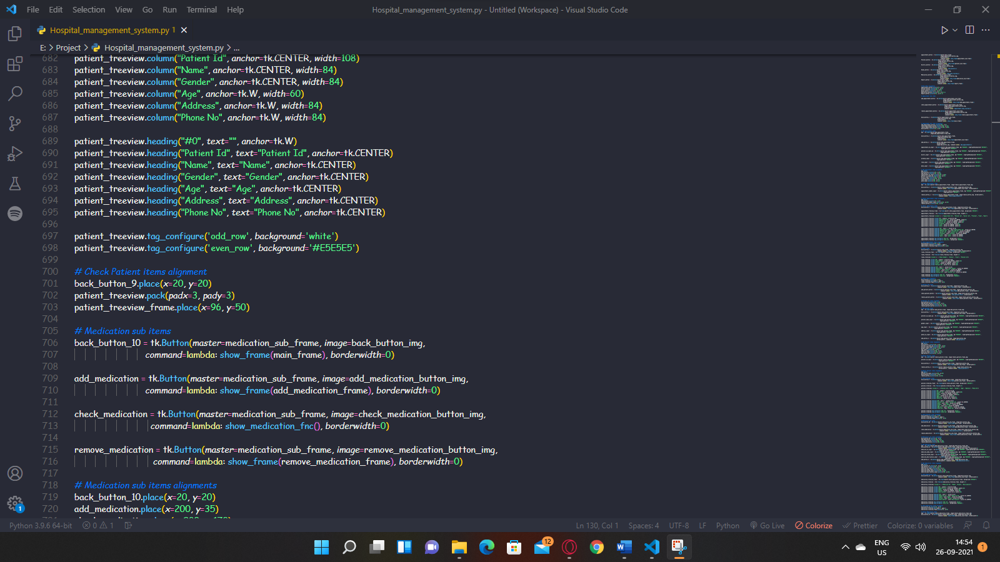 File Edit Selection View Go Run Terminal Help
Hospital_management_system.py - Untitled (Workspace) - Visual Studio Code
Hospital_management_system.py 1
E: > Project > Hospital_management_system.py > ...
682 patient_treeview.column("Patient Id", anchor=tk.CENTER, width=108)
683 patient_treeview.column("Name", anchor=tk.CENTER, width=84)
684 patient_treeview.column("Gender", anchor=tk.CENTER, width=84)
685 patient_treeview.column("Age", anchor=tk.W, width=60)
686 patient_treeview.column("Address", anchor=tk.W, width=84)
687 patient_treeview.column("Phone No", anchor=tk.W, width=84)
688
689 patient_treeview.heading("#0", text="", anchor=tk.W)
690 patient_treeview.heading("Patient Id", text="Patient Id", anchor=tk.CENTER)
691 patient_treeview.heading("Name", text="Name", anchor=tk.CENTER)
692 patient_treeview.heading("Gender", text="Gender", anchor=tk.CENTER)
693 patient_treeview.heading("Age", text="Age", anchor=tk.CENTER)
694 patient_treeview.heading("Address", text="Address", anchor=tk.CENTER)
695 patient_treeview.heading("Phone No", text="Phone No", anchor=tk.CENTER)
696
697 patient_treeview.tag_configure('odd_row', background='white')
698 patient_treeview.tag_configure('even_row', background='#E5E5E5')
699
700 # Check Patient items alignment
701 back_button_9.place(x=20, y=20)
702 patient_treeview.pack(padx=3, pady=3)
703 patient_treeview_frame.place(x=96, y=50)
704
705 # Medication sub items
706 back_button_10 = tk.Button(master=medication_sub_frame, image=back_button_img,
707 command=lambda: show_frame(main_frame), borderwidth=0)
708
709 add_medication = tk.Button(master=medication_sub_frame, image=add_medication_button_img,
710 command=lambda: show_frame(add_medication_frame), borderwidth=0)
711
712 check_medication = tk.Button(master=medication_sub_frame, image=check_medication_button_img,
713 command=lambda: show_medication_fnc(), borderwidth=0)
714
715 remove_medication = tk.Button(master=medication_sub_frame, image=remove_medication_button_img,
716 command=lambda: show_frame(remove_medication_frame), borderwidth=0)
717
718 # Medication sub items alignments
719 back_button_10.place(x=20, y=20)
720 add_medication.place(x=200, y=35)
1
Python 3.9.6 64-bit 0 1 Ln 130, Col 1 Spaces: 4 UTF-8 LF Python Go Live Colorize Prettier Colorize: 0 variables
12
ENG
US
14:54
26-09-2021
1